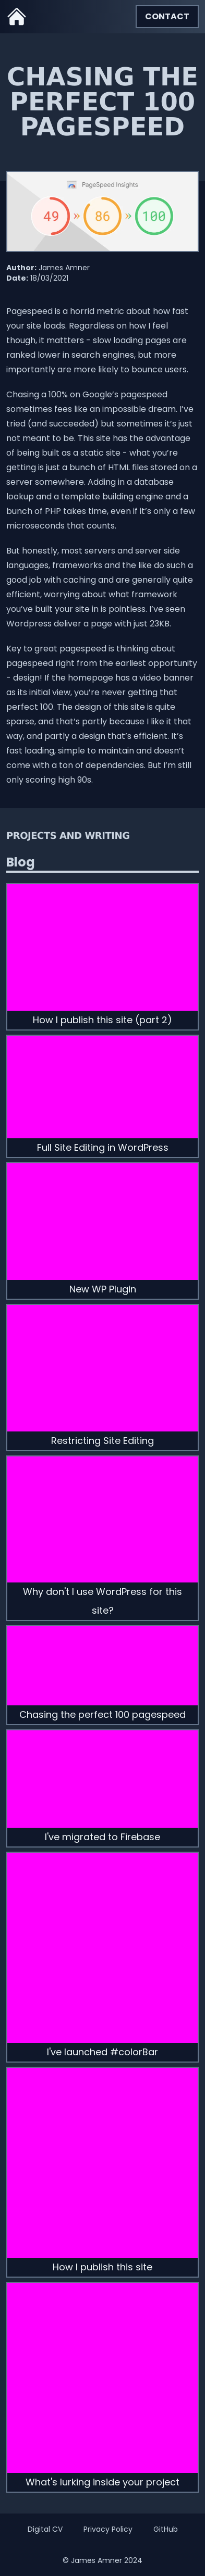 CONTACT
CHASING THE
PERFECT 100
PAGESPEED
PageSpeed Insights
49 » 86 » 100
Author: James Amner
Date: 18/03/2021
Pagespeed is a horrid metric about how fast
your site loads. Regardless on how I feel
though, it mattters - slow loading pages are
ranked lower in search engines, but more
importantly are more likely to bounce users.
Chasing a 100% on Google’s pagespeed
sometimes fees like an impossible dream. I’ve
tried (and succeeded) but sometimes it’s just
not meant to be. This site has the advantage
of being built as a static site - what you’re
getting is just a bunch of HTML files stored on a
server somewhere. Adding in a database
lookup and a template building engine and a
bunch of PHP takes time, even if it’s only a few
microseconds that counts.
But honestly, most servers and server side
languages, frameworks and the like do such a
good job with caching and are generally quite
efficient, worrying about what framework
you’ve built your site in is pointless. I’ve seen
Wordpress deliver a page with just 23KB.
Key to great pagespeed is thinking about
pagespeed right from the earliest opportunity
- design! If the homepage has a video banner
as its initial view, you’re never getting that
perfect 100. The design of this site is quite
sparse, and that’s partly because I like it that
way, and partly a design that’s efficient. It’s
fast loading, simple to maintain and doesn’t
come with a ton of dependencies. But I’m still
only scoring high 90s.
PROJECTS AND WRITING
Blog
How I publish this site (part 2)
Full Site Editing in WordPress
New WP Plugin
Restricting Site Editing
Why don't I use WordPress for this
site?
Chasing the perfect 100 pagespeed
I've migrated to Firebase
I've launched #colorBar
How I publish this site
What's lurking inside your project
Digital CV Privacy Policy GitHub
© James Amner 2024